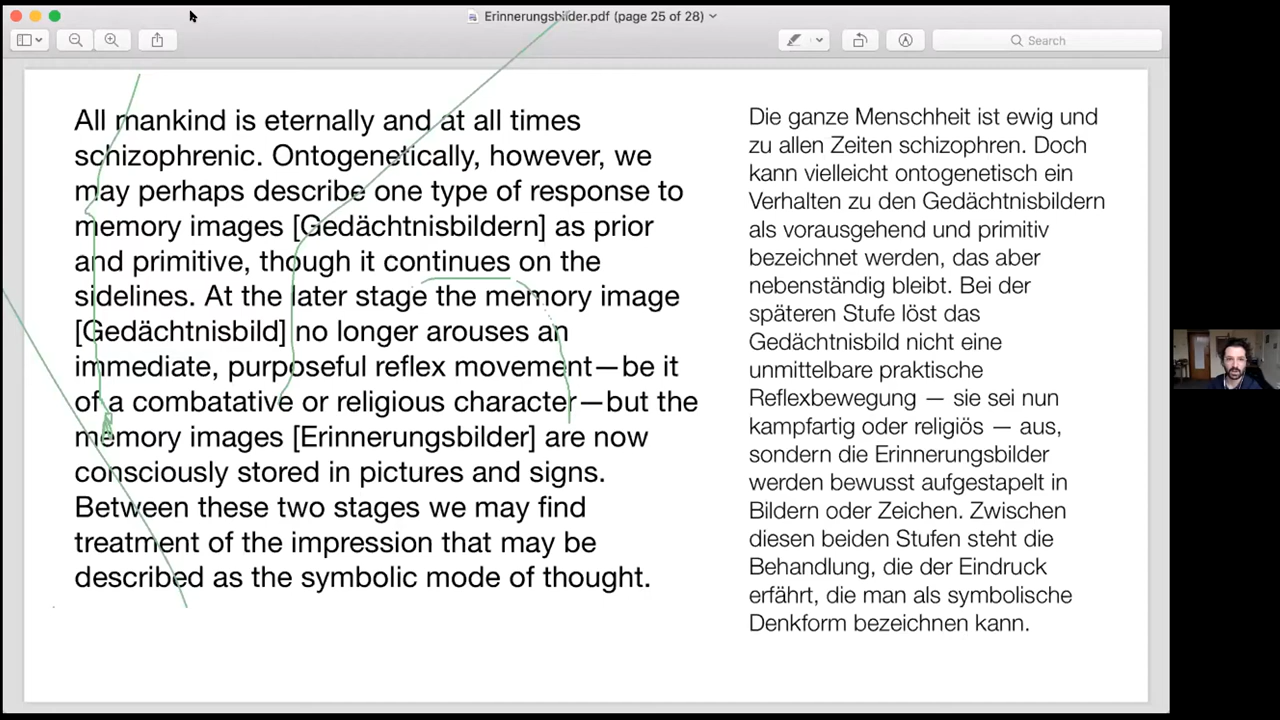 Erinnerungsbilder.pdf (page 25 of 28)
Search
All mankind is eternally and at all times
schizophrenic. Ontogenetically, however, we
may perhaps describe one type of response to
memory images [Gedächtnisbildern] as prior
and primitive, though it continues on the
sidelines. At the later stage the memory image
[Gedächtnisbild] no longer arouses an
immediate, purposeful reflex movement—be it
of a combatative or religious character—but the
memory images [Erinnerungsbilder] are now
consciously stored in pictures and signs.
Between these two stages we may find
treatment of the impression that may be
described as the symbolic mode of thought.
Die ganze Menschheit ist ewig und
zu allen Zeiten schizophren. Doch
kann vielleicht ontogenetisch ein
Verhalten zu den Gedächtnisbildern
als vorausgehend und primitiv
bezeichnet werden, das aber
nebenständig bleibt. Bei der
späteren Stufe löst das
Gedächtnisbild nicht eine
unmittelbare praktische
Reflexbewegung — sie sei nun
kampfartig oder religiös — aus,
sondern die Erinnerungsbilder
werden bewusst aufgestapelt in
Bildern oder Zeichen. Zwischen
diesen beiden Stufen steht die
Behandlung, die der Eindruck
erfährt, die man als symbolische
Denkform bezeichnen kann.